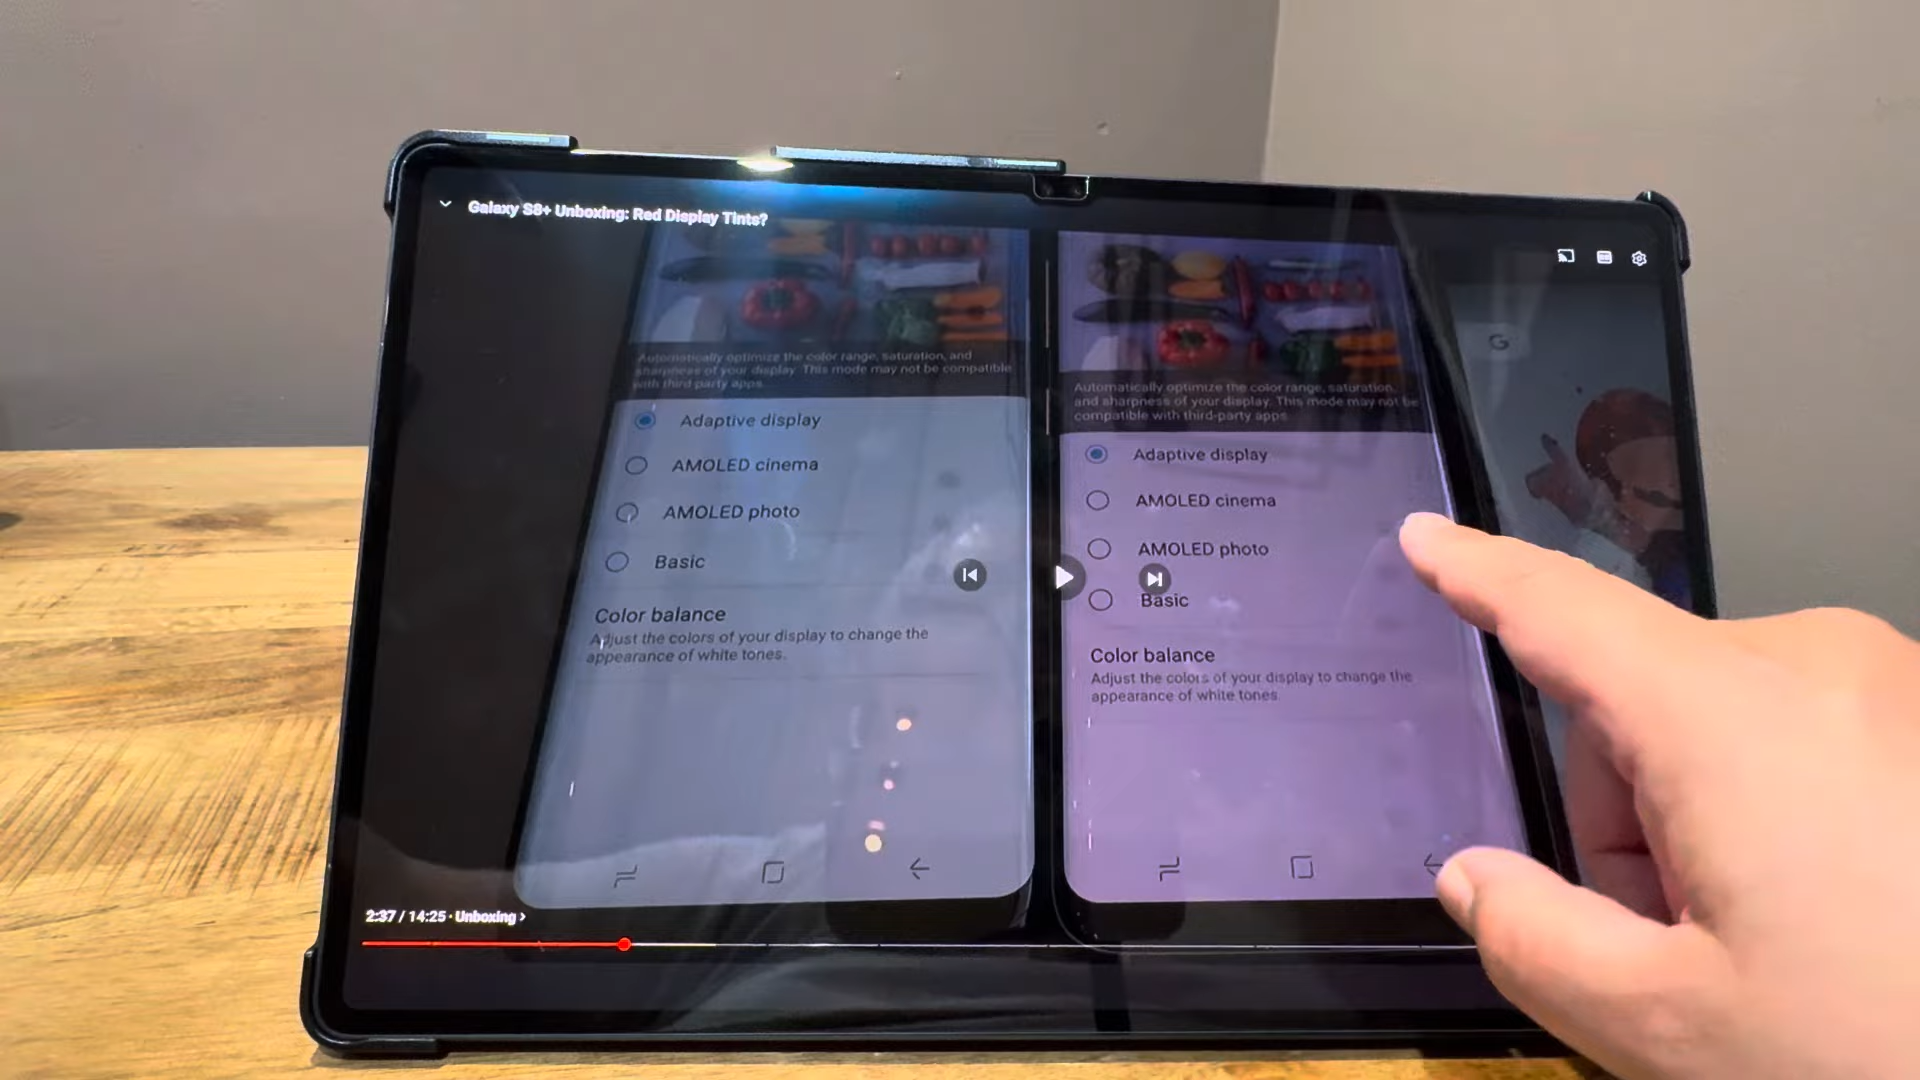 Galaxy S8+ Unboxing: Red Display Tints?
Automatically optimize the color range, saturation, and
sharpness of your display. This mode may not be compatible
with third party apps.
Adaptive display
AMOLED cinema
AMOLED photo
Basic
Color balance
Adjust the colors of your display to change the
appearance of white tones.
Automatically optimize the color range, saturation,
and sharpness of your display. This mode may not be
compatible with third-party apps.
Adaptive display
AMOLED cinema
AMOLED photo
Basic
Color balance
Adjust the colors of your display to change the
appearance of white tones.
G
2:37 / 14:25 · Unboxing ›